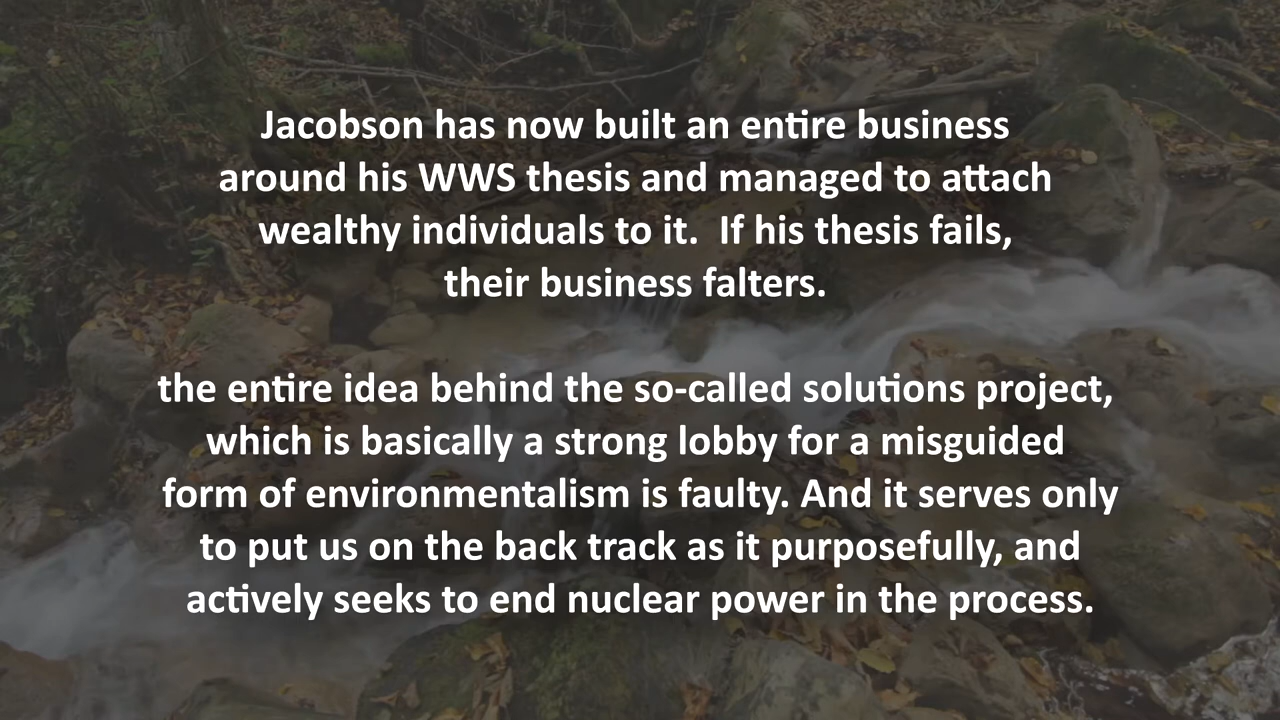 Jacobson has now built an entire business
around his WWS thesis and managed to attach
wealthy individuals to it.  If his thesis fails,
their business falters.
the entire idea behind the so-called solutions project,
which is basically a strong lobby for a misguided
form of environmentalism is faulty. And it serves only
to put us on the back track as it purposefully, and
actively seeks to end nuclear power in the process.